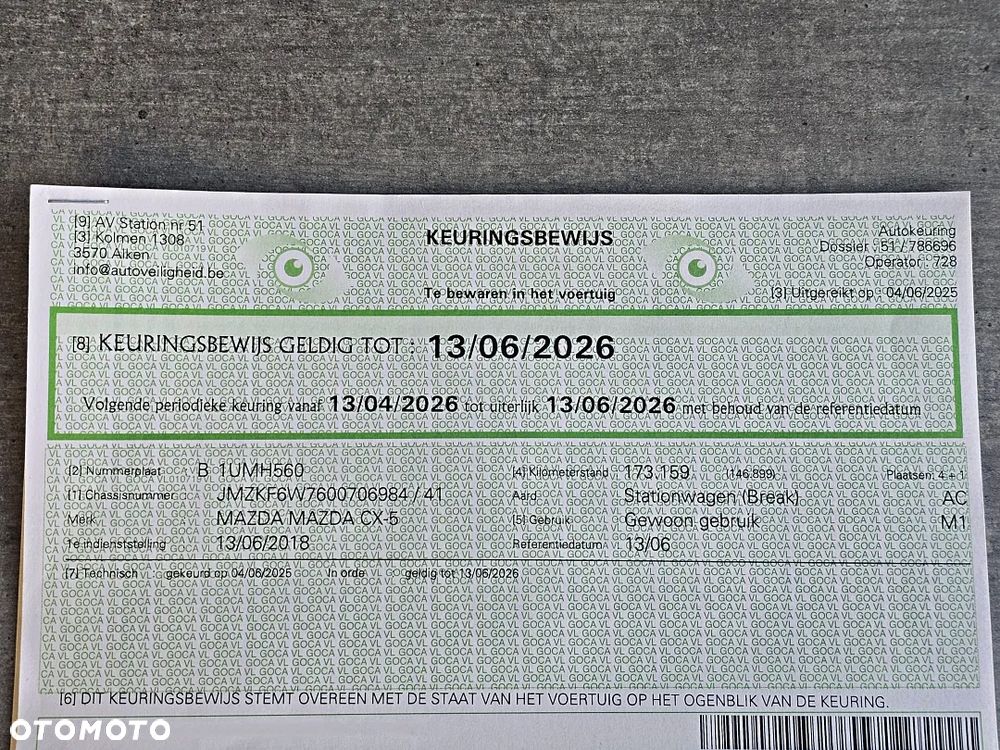 [9] AV Station nr 51
[3] Kolmen 1308
3570 Alken
info@autoveiligheid.be
KEURINGSBEWIJS
Te bewaren in het voertuig
Autokeuring
Dossier : 51 / 786696
Operator : 728
[3] Uitgereikt op : 04/06/2025
[8] KEURINGSBEWIJS GELDIG TOT : 13/06/2026
Volgende periodieke keuring vanaf 13/04/2026 tot uiterlijk 13/06/2026 met behoud van de referentiedatum
[2] Nummerplaat B 1UMH560 [4] Kilometerstand 173.159 (146.899) Plaatsen: 4 + 1
[1] Chassisnummer : JMZKF6W7600706984 / 41 Aard Stationwagen (Break) AC
Merk MAZDA MAZDA CX-5 [5] Gebruik Gewoon gebruik M1
1e indienststelling 13/06/2018 Referentiedatum 13/06
[7] Technisch gekeurd op 04/06/2025 In orde geldig tot 13/06/2026
[6] DIT KEURINGSBEWIJS STEMT OVEREEN MET DE STAAT VAN HET VOERTUIG OP HET OGENBLIK VAN DE KEURING.
OTOMOTO